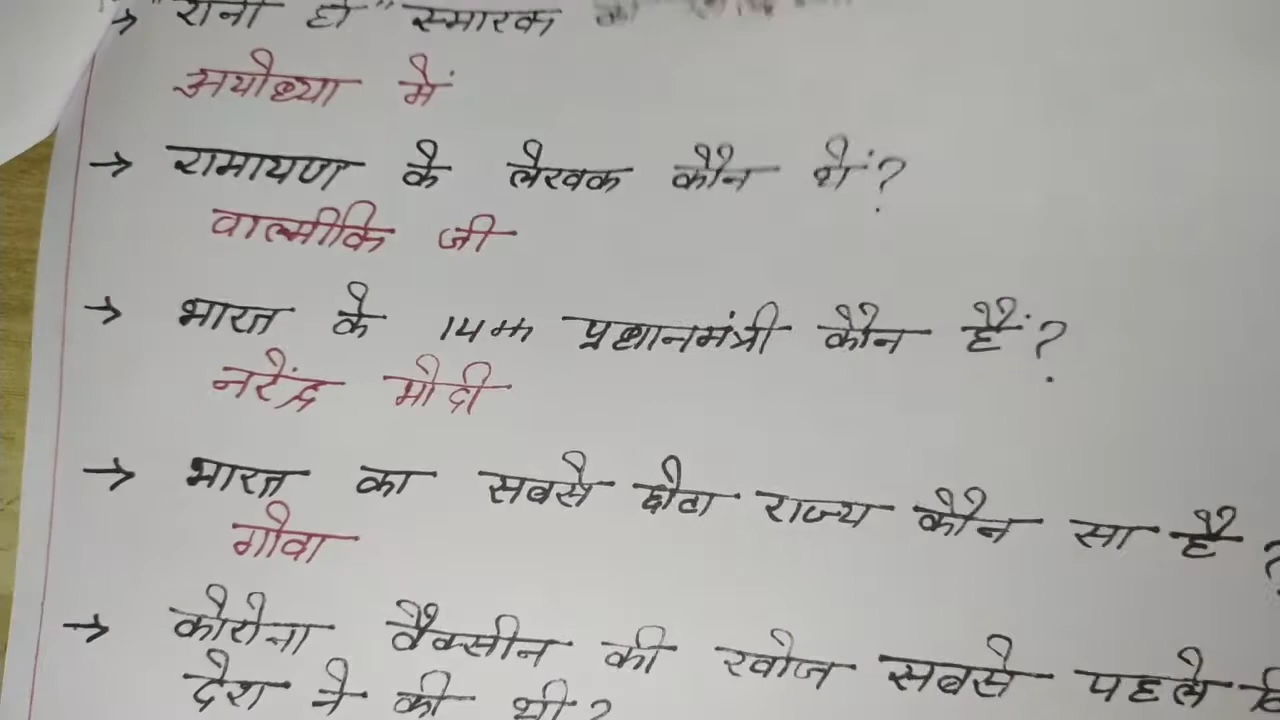 → "रानी हो" स्मारक
अयोध्या में
→ रामायण के लेखक कौन थें?
वाल्मीकि जी
→ भारत के 14th प्रधानमंत्री कौन हैं?
नरेंद्र मोदी
→ भारत का सबसे छोटा राज्य कौन सा है?
गोवा
→ कोरोना वैक्सीन की खोज सबसे पहले
देश ने की थी?